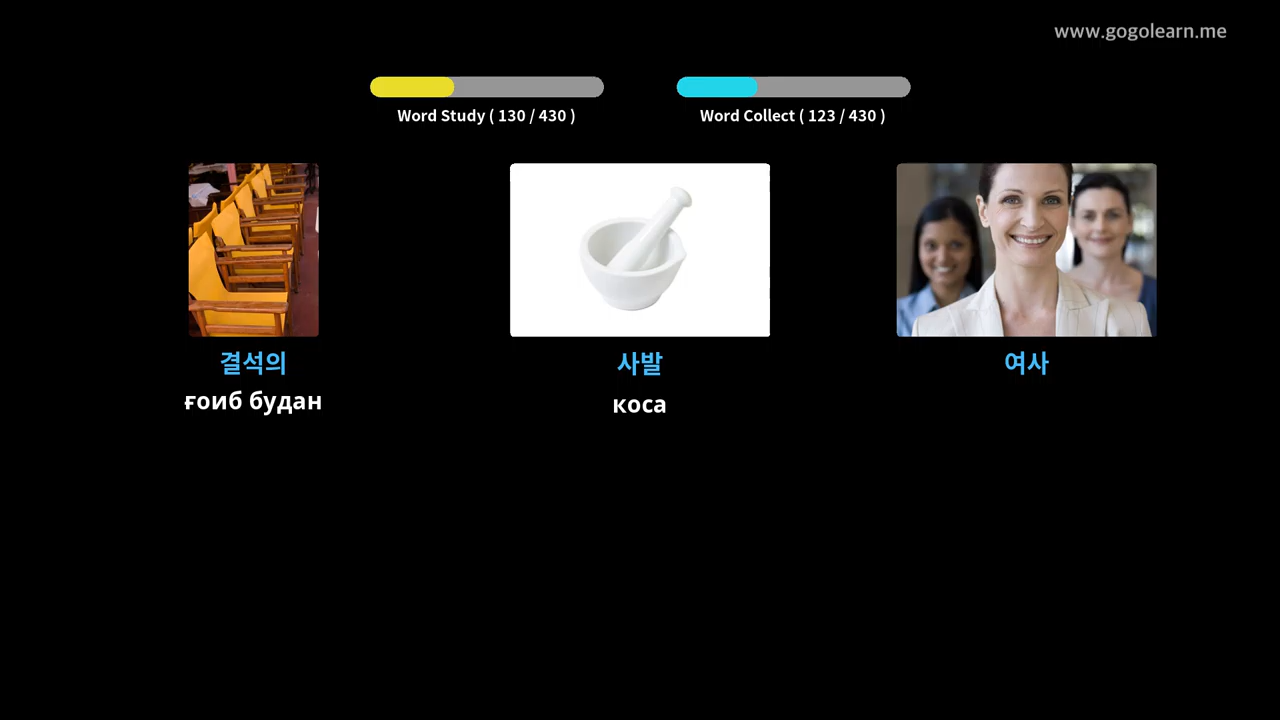 www.gogolearn.me
Word Study ( 130 / 430 )
Word Collect ( 123 / 430 )
결석의
ғоиб будан
사발
коса
여사